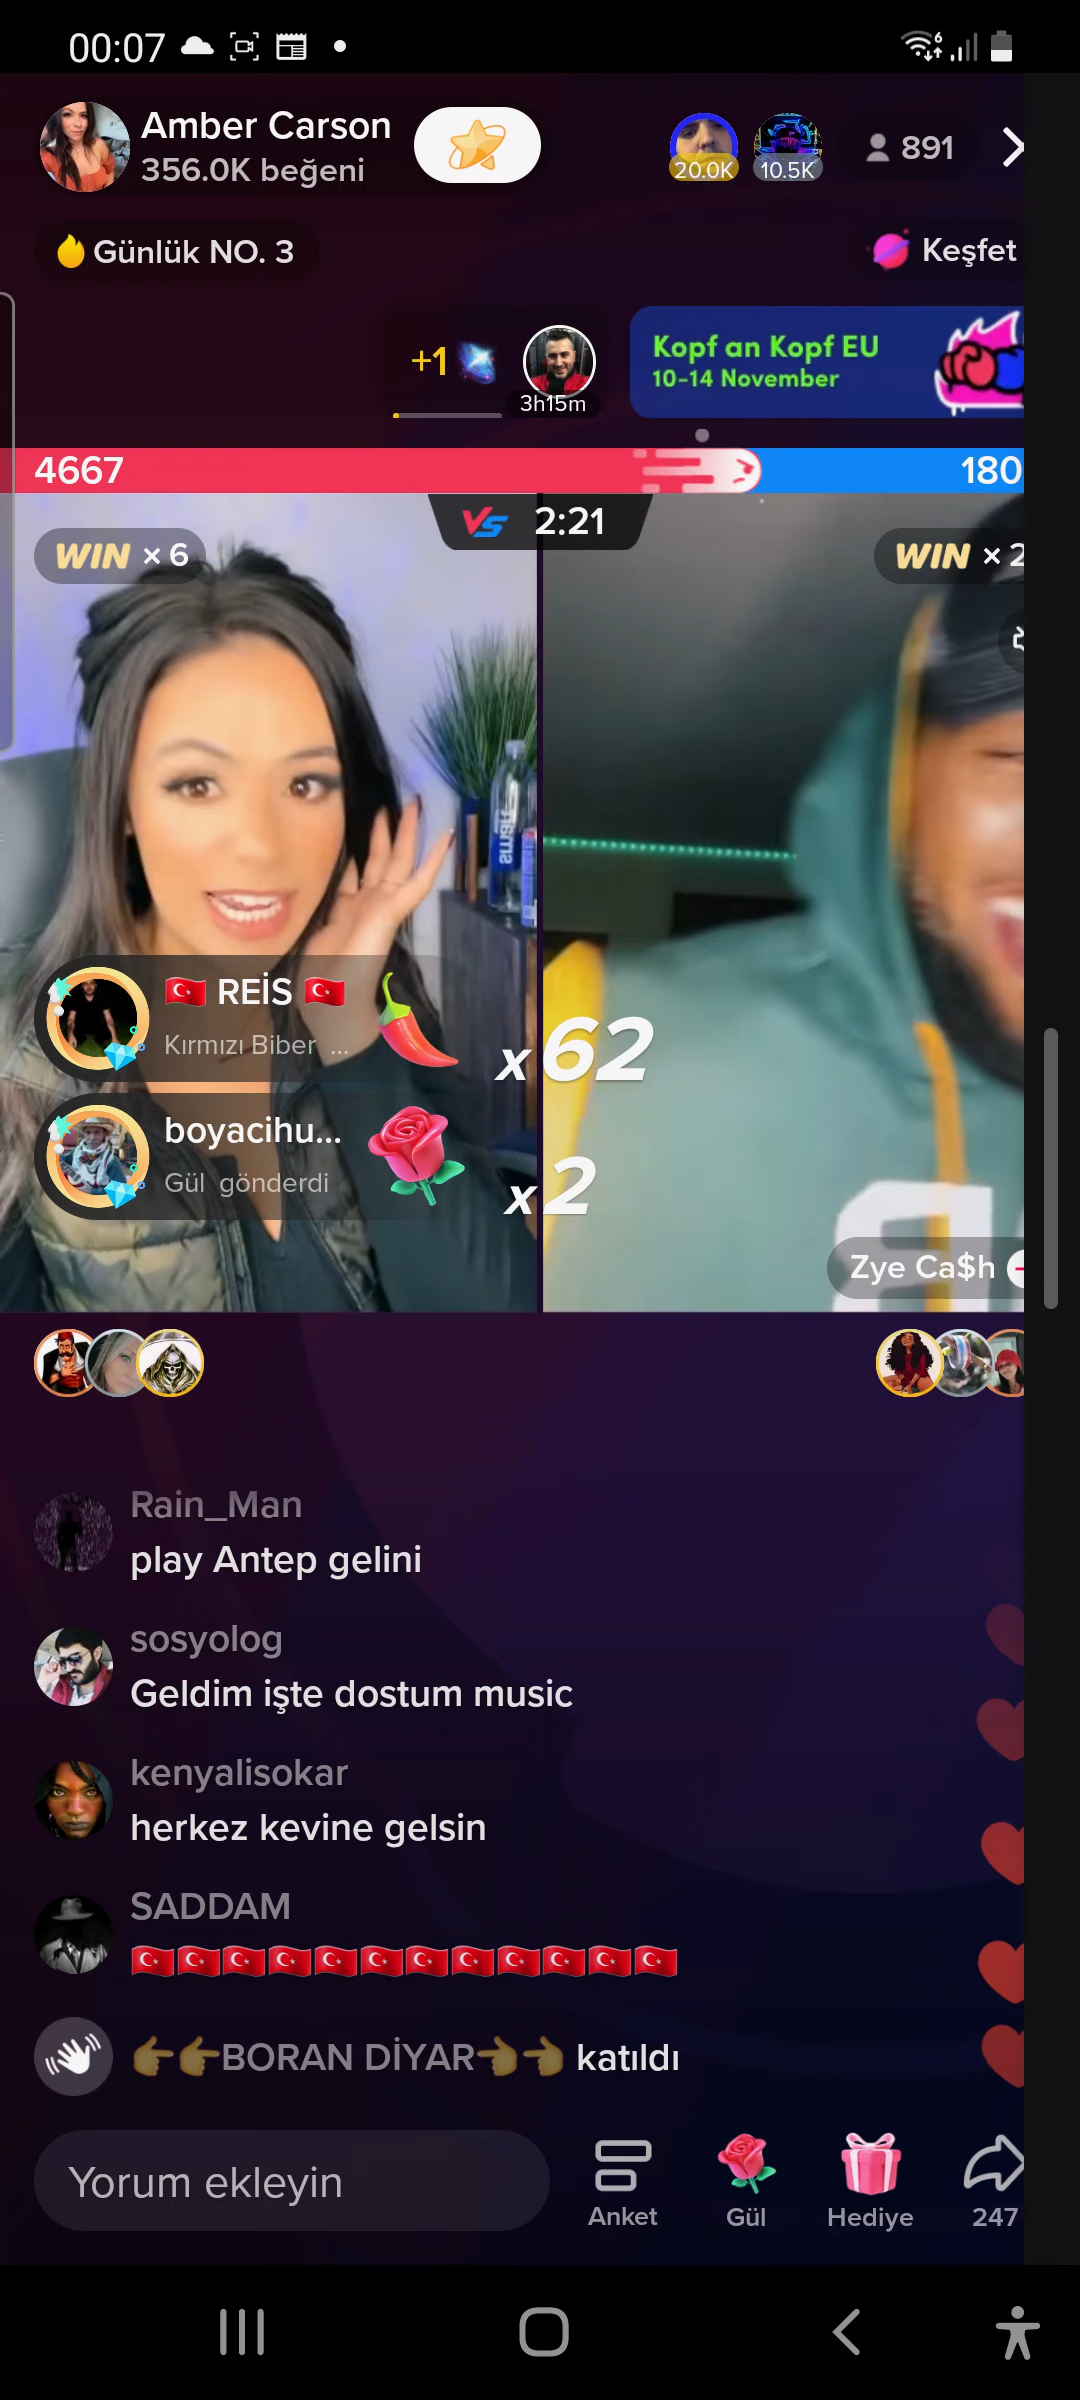 00:07
6
Amber Carson
356.0K beğeni
20.0K
10.5K
891
Günlük NO. 3
Keşfet
+1
3h15m
Kopf an Kopf EU
10-14 November
4667
180
VS 2:21
WIN × 6
WIN × 2
🇹🇷 REİS 🇹🇷
Kırmızı Biber ...
x62
boyacihu...
Gül gönderdi
x2
Zye Ca$h
Rain_Man
play Antep gelini
sosyolog
Geldim işte dostum music
kenyalisokar
herkez kevine gelsin
SADDAM
🇹🇷🇹🇷🇹🇷🇹🇷🇹🇷🇹🇷🇹🇷🇹🇷🇹🇷🇹🇷🇹🇷🇹🇷
👉👉BORAN DİYAR👈👈 katıldı
Yorum ekleyin
Anket
Gül
Hediye
247